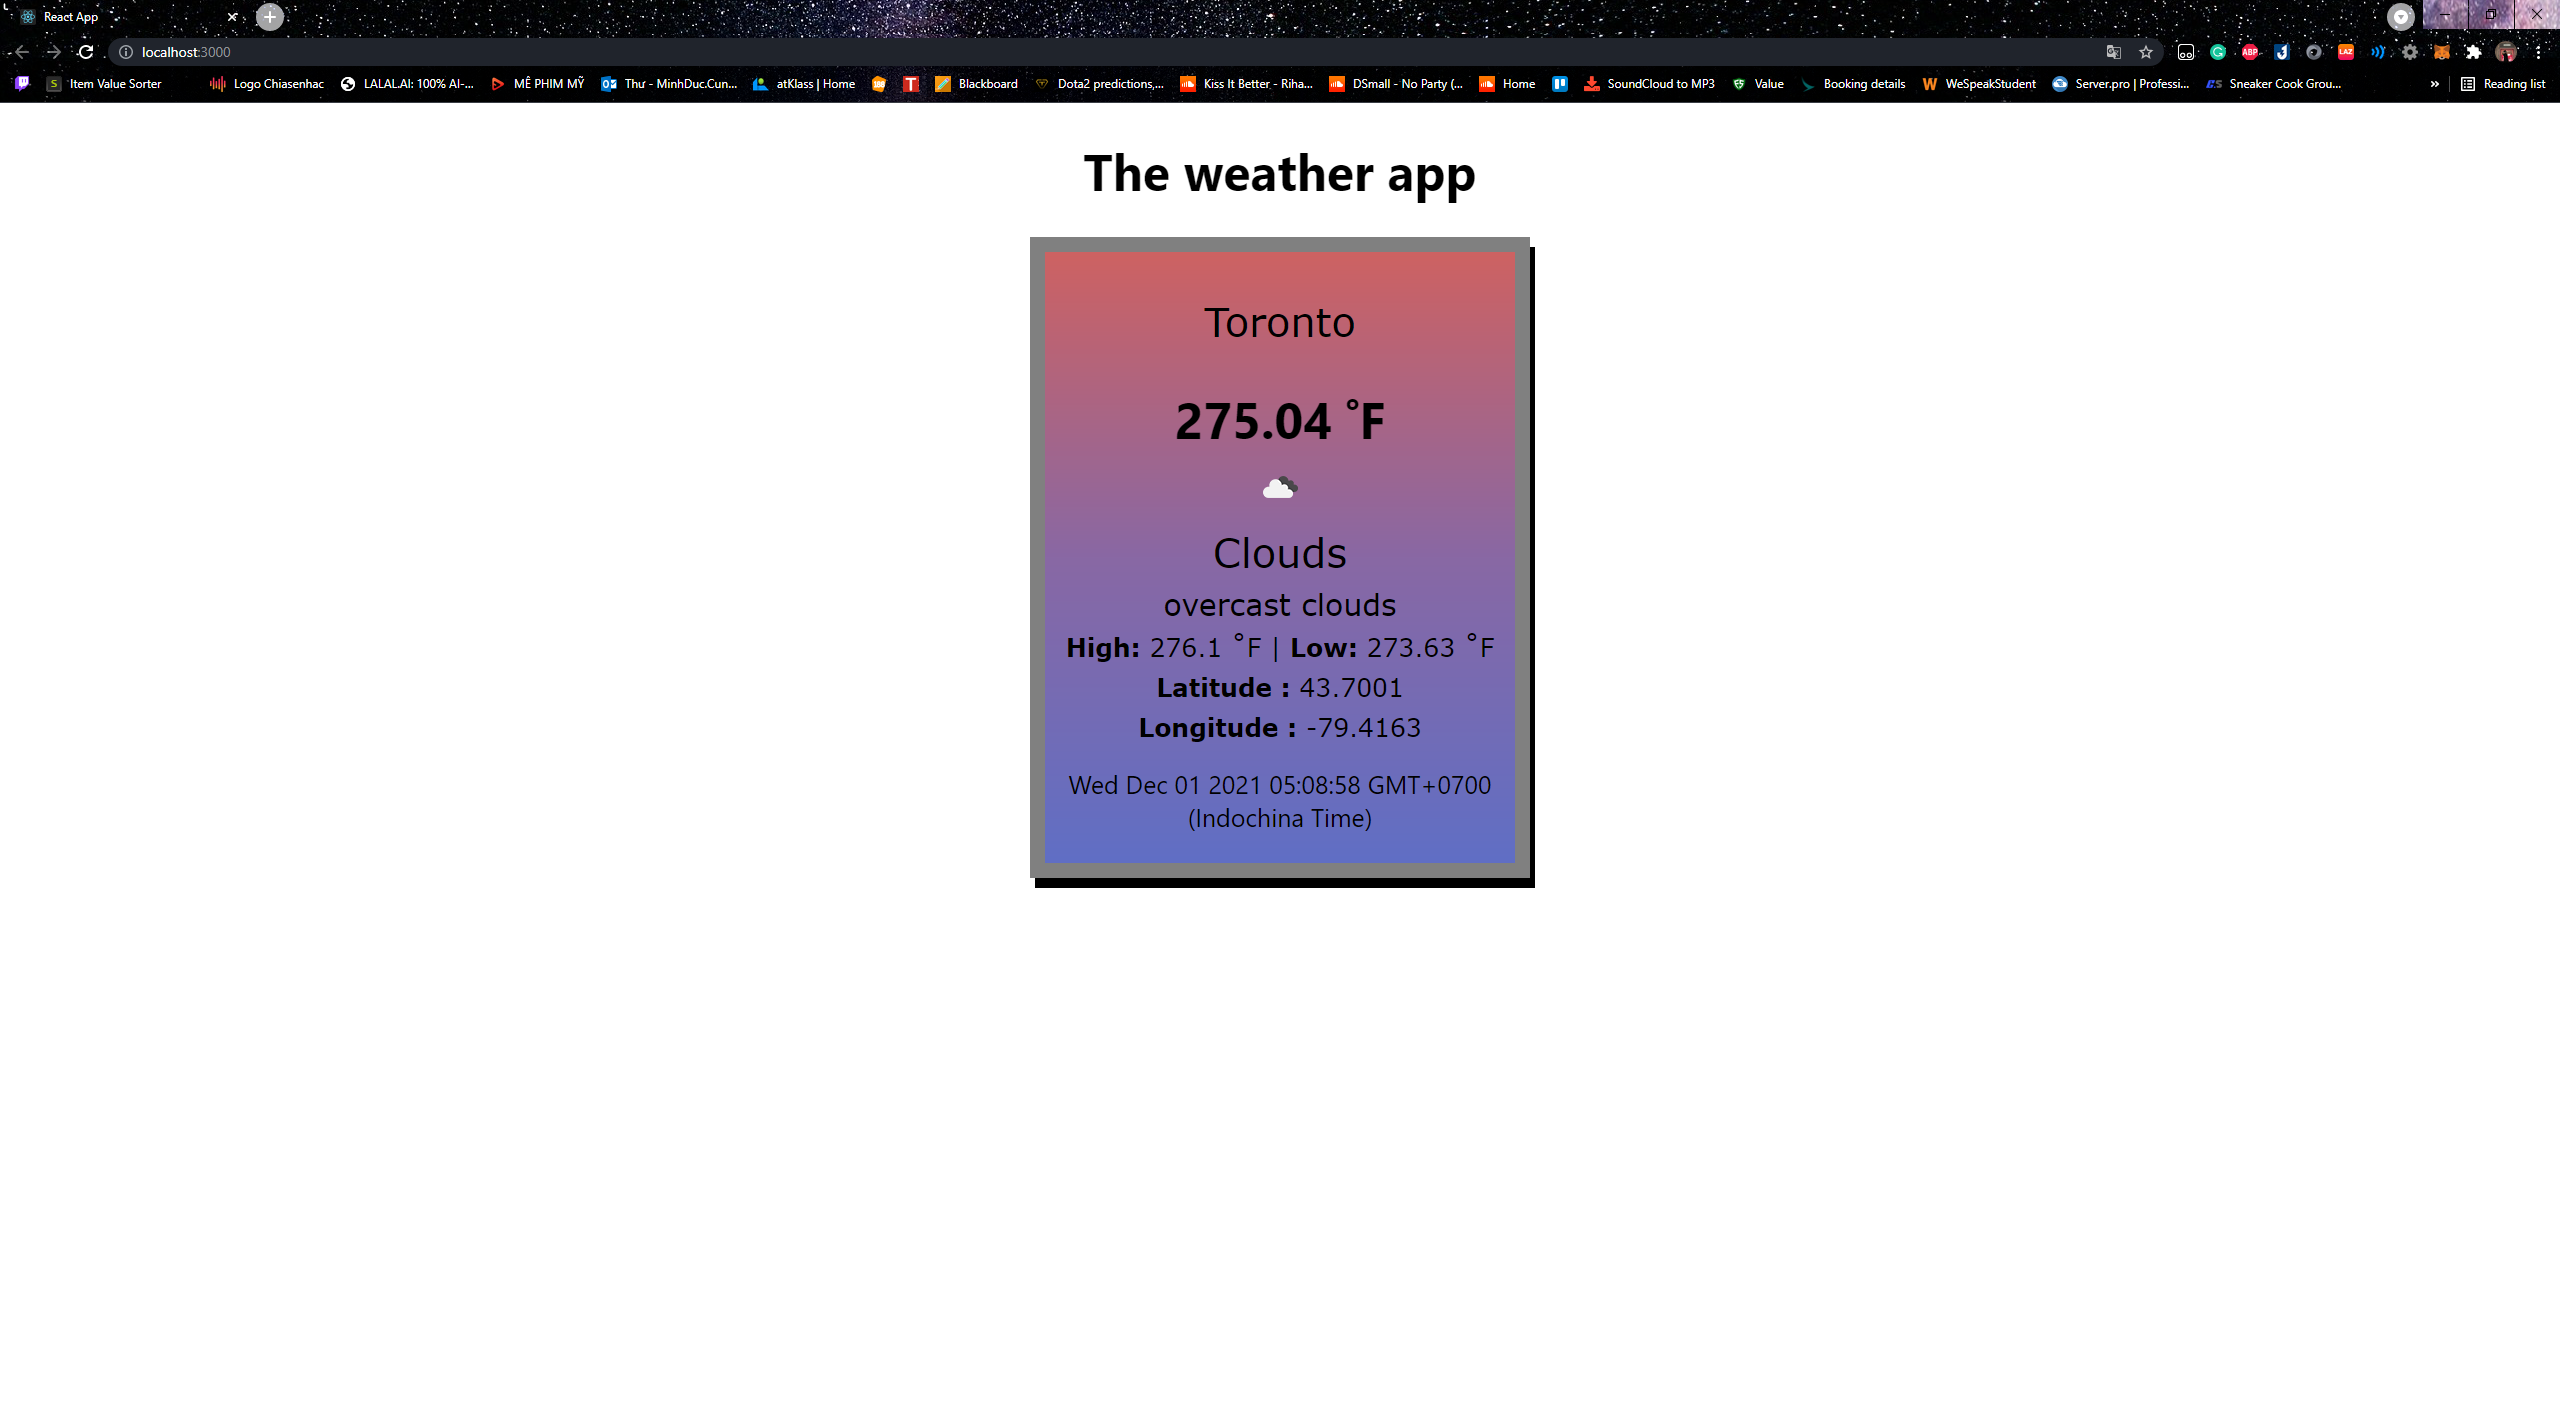 React App
localhost:3000
Item Value Sorter Logo Chiasenhac LALAL.AI: 100% AI-... MÊ PHIM MỸ Thư - MinhDuc.Cun... atKlass | Home 188 T Blackboard Dota2 predictions,... Kiss It Better - Riha... DSmall - No Party (... Home SoundCloud to MP3 Value Booking details WeSpeakStudent Server.pro | Professi... Sneaker Cook Grou... » Reading list
The weather app
Toronto
275.04 °F
Clouds
overcast clouds
High: 276.1 °F | Low: 273.63 °F
Latitude : 43.7001
Longitude : -79.4163
Wed Dec 01 2021 05:08:58 GMT+0700
(Indochina Time)